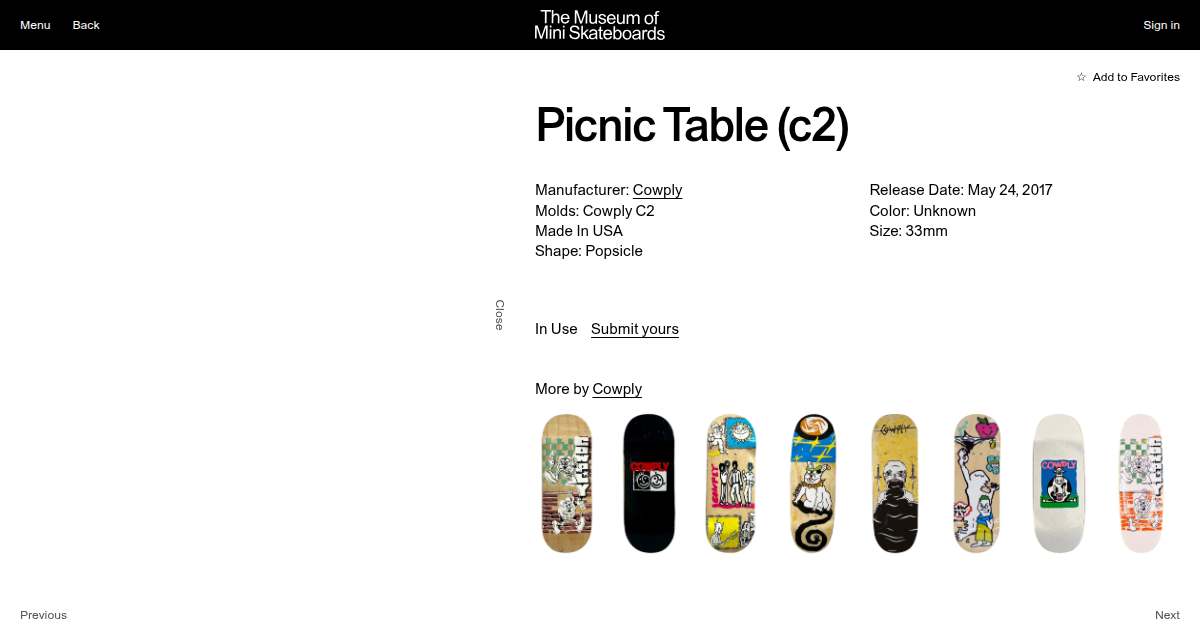 Menu
Back
The Museum of
Mini Skateboards
Sign in
☆ Add to Favorites
Picnic Table (c2)
Manufacturer: Cowply
Molds: Cowply C2
Made In USA
Shape: Popsicle
Release Date: May 24, 2017
Color: Unknown
Size: 33mm
Close
In Use
Submit yours
More by Cowply
COWPLY
COWPLY
COWPLY
Previous
Next